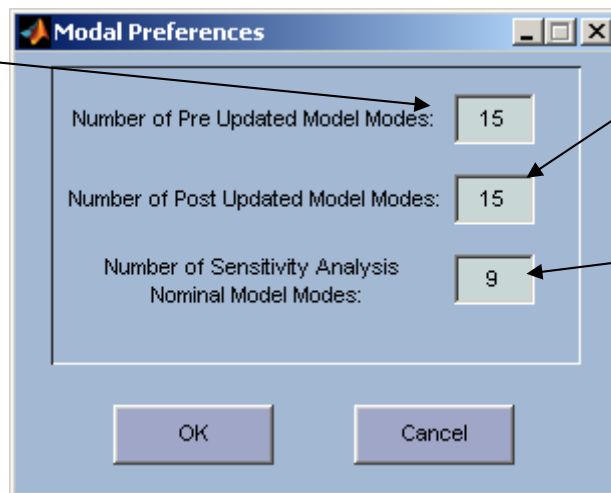 Modal Preferences
Number of Pre Updated Model Modes: 15
Number of Post Updated Model Modes: 15
Number of Sensitivity Analysis
Nominal Model Modes: 9
OK Cancel